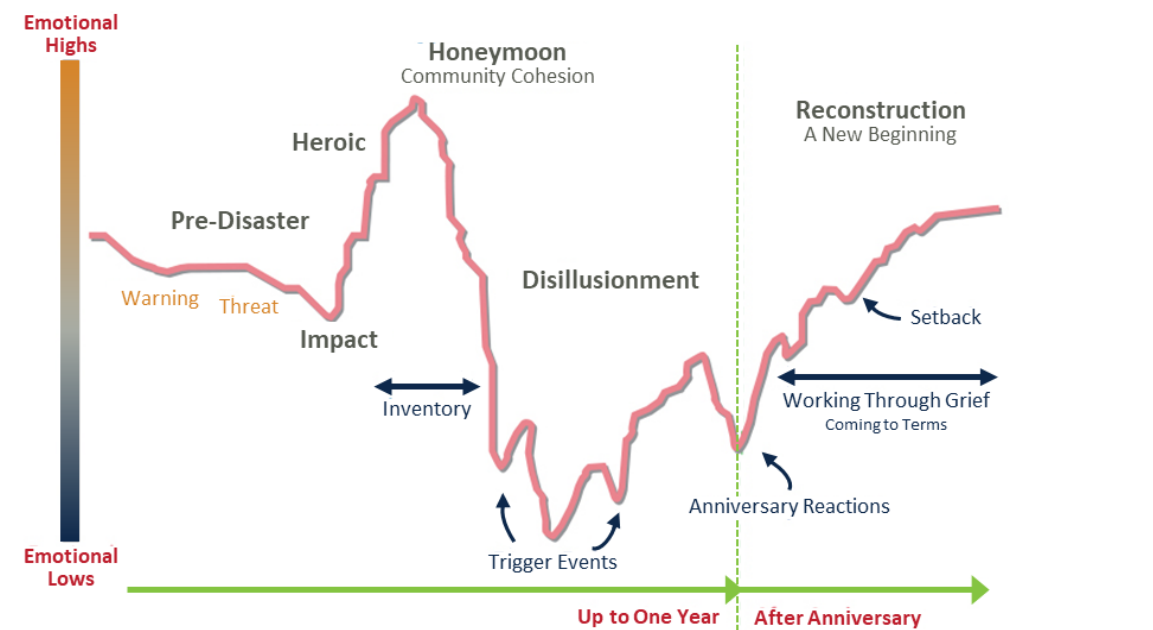 Emotional
Highs
Honeymoon
Community Cohesion
Reconstruction
A New Beginning
Heroic
Pre-Disaster
Disillusionment
Warning
Threat
Impact
Setback
Inventory
Working Through Grief
Coming to Terms
Anniversary Reactions
Trigger Events
Emotional
Lows
Up to One Year
After Anniversary